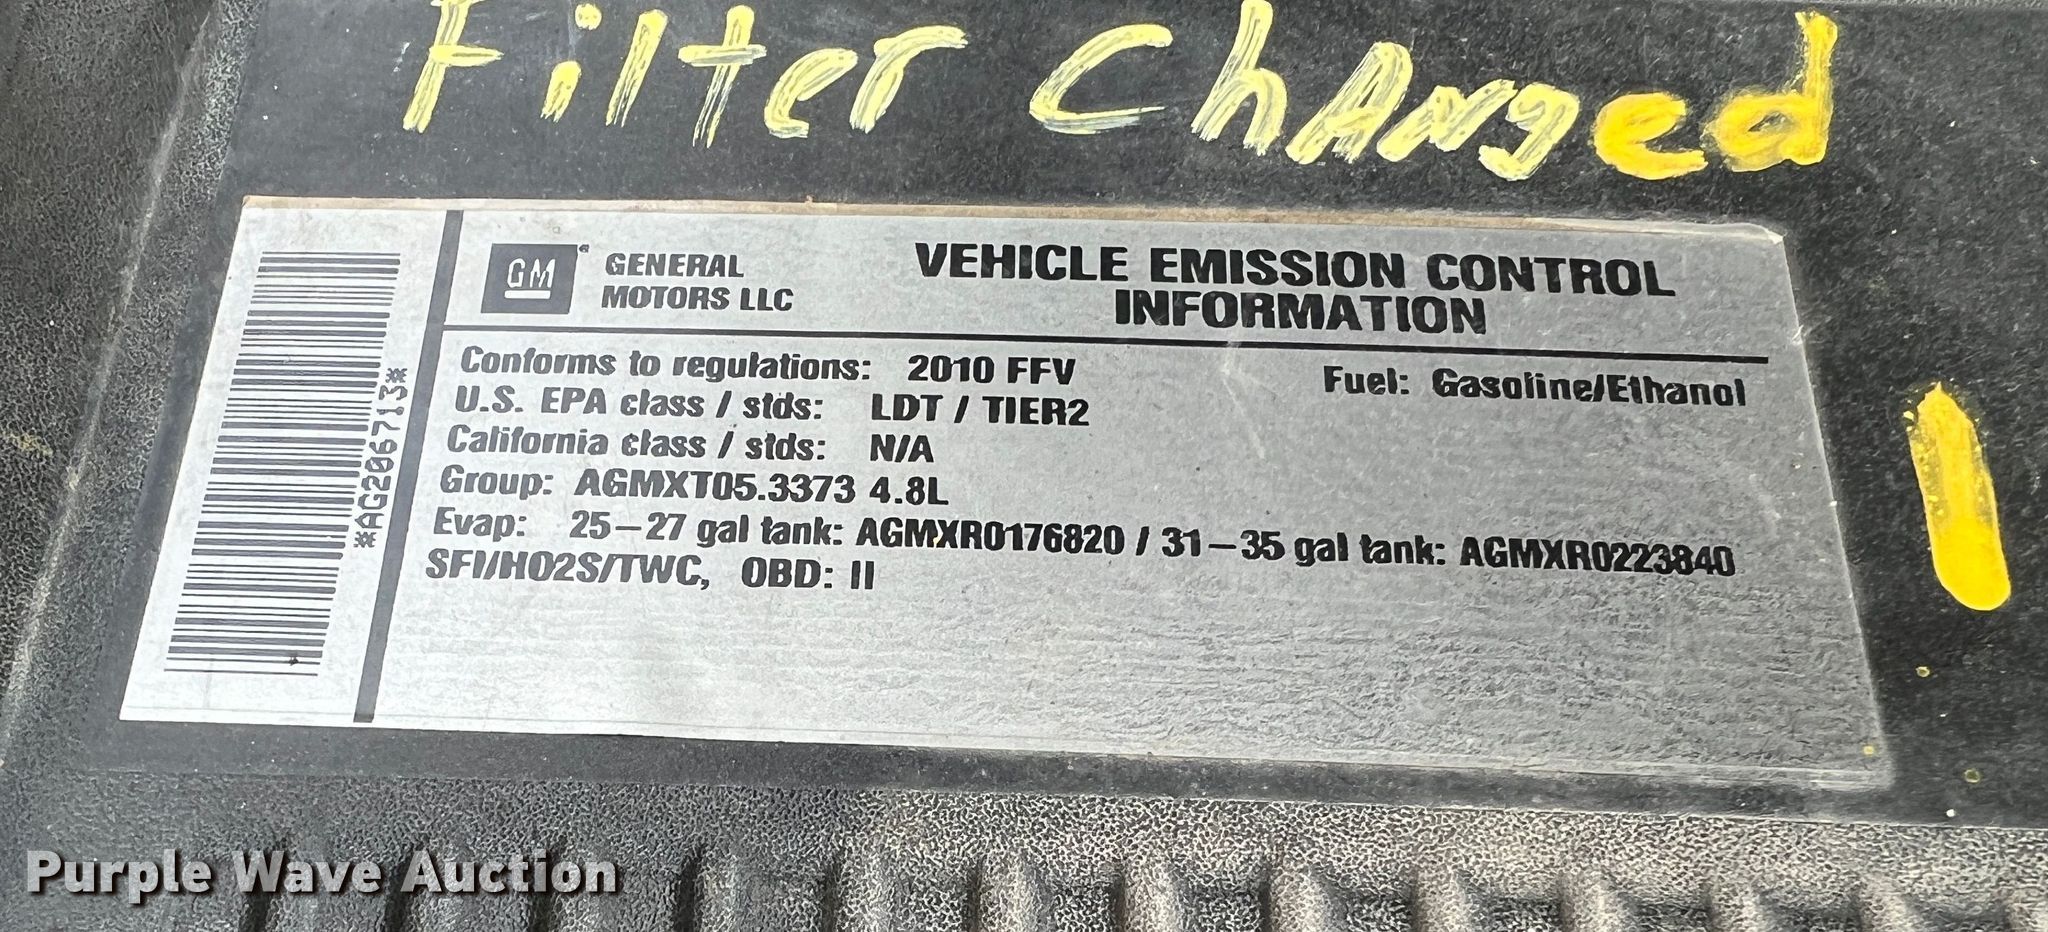 Filter Changed
GM GENERAL MOTORS LLC
VEHICLE EMISSION CONTROL
INFORMATION
Conforms to regulations: 2010 FFV
Fuel: Gasoline/Ethanol
U.S. EPA class / stds: LDT / TIER2
California class / stds: N/A
Group: AGMXT05.3373 4.8L
Evap: 25-27 gal tank: AGMXR0176820 / 31-35 gal tank: AGMXR0223840
SFI/HO2S/TWC, OBD: II
*AG206713*
Purple Wave Auction